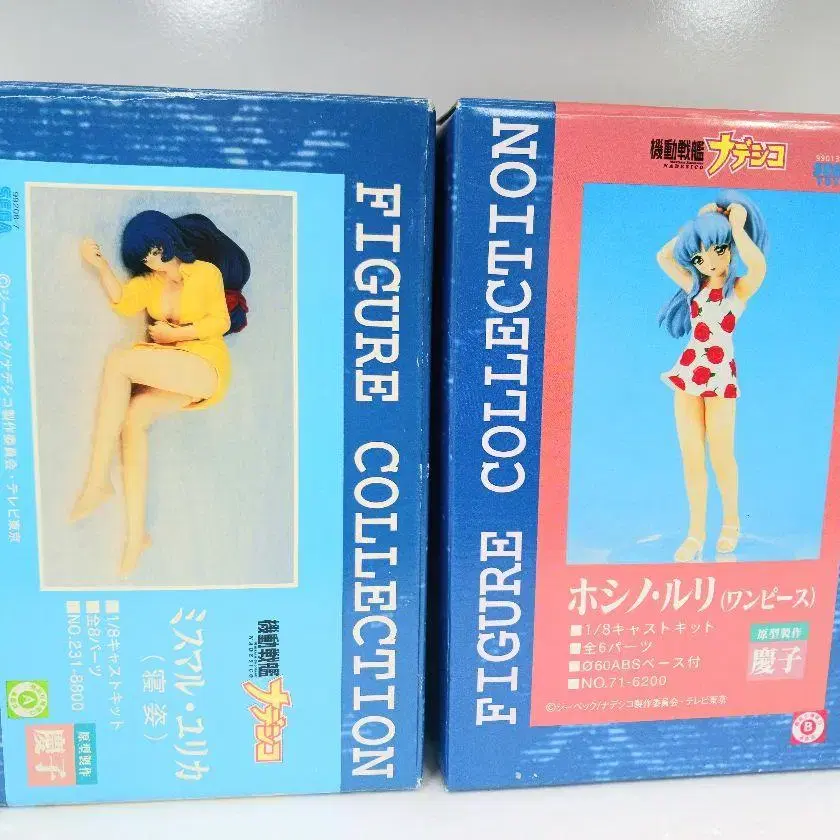 FIGURE COLLECTION
99208-7
SEGA
©ジーベック/ナデシコ製作委員会・テレビ東京
機動戦艦
ナデシコ
NADESICO
ミスマル・ユリカ
(寝姿)
■1/8キャストキット
■全8パーツ
■NO.231-8800
原型製作
慶子
A
FIGURE COLLECTION
機動戦艦
ナデシコ
NADESICO
99013
ホシノ・ルリ(ワンピース)
■1/8キャストキット
■全6パーツ
■Ø60ABSベース付
■NO.71-6200
原型製作
慶子
©ジーベック/ナデシコ製作委員会・テレビ東京
B